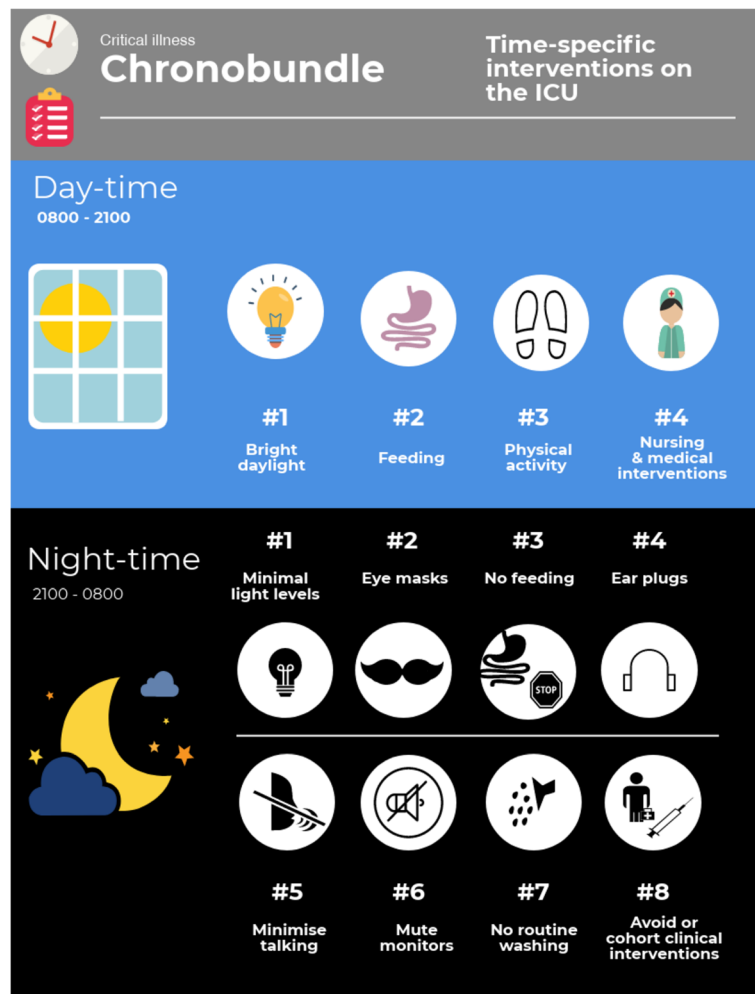 Critical illness
Chronobundle
Time-specific
interventions on
the ICU
Day-time
0800 - 2100
#1
Bright
daylight
#2
Feeding
#3
Physical
activity
#4
Nursing
& medical
interventions
Night-time
2100 - 0800
#1
Minimal
light levels
#2
Eye masks
#3
No feeding
#4
Ear plugs
STOP
#5
Minimise
talking
#6
Mute
monitors
#7
No routine
washing
#8
Avoid or
cohort clinical
interventions